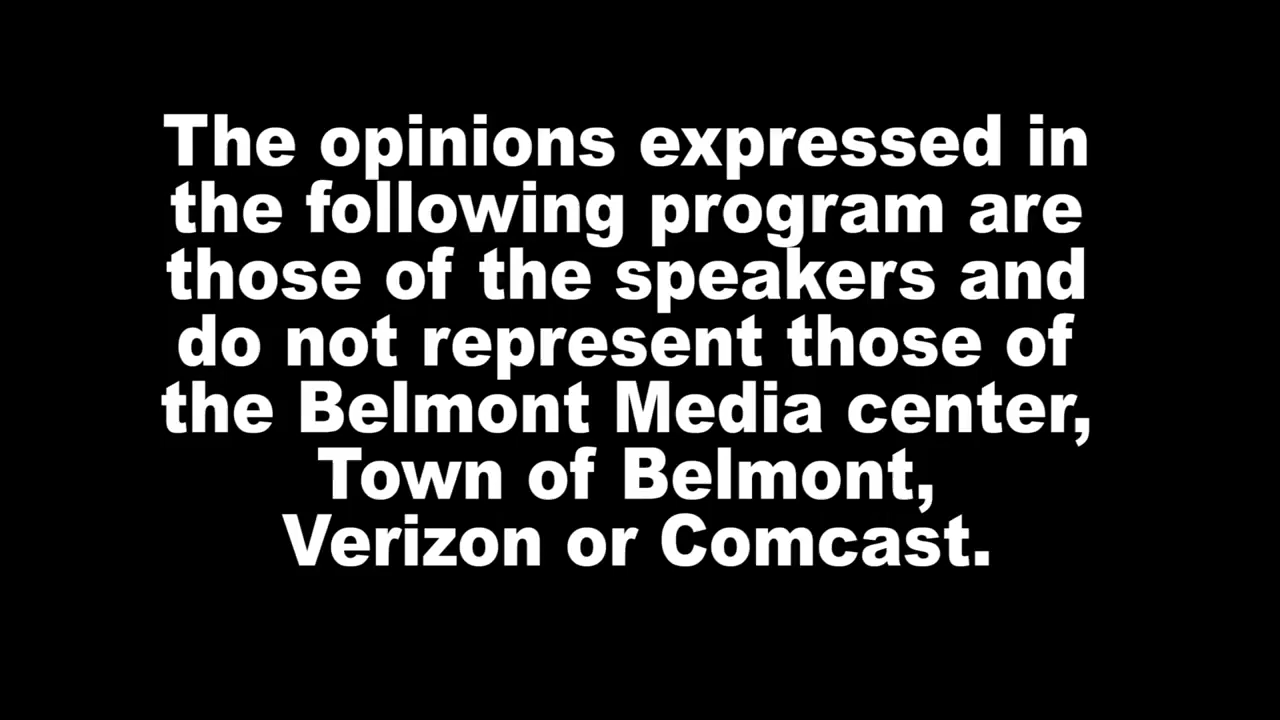 The opinions expressed in
the following program are
those of the speakers and
do not represent those of
the Belmont Media center,
Town of Belmont,
Verizon or Comcast.